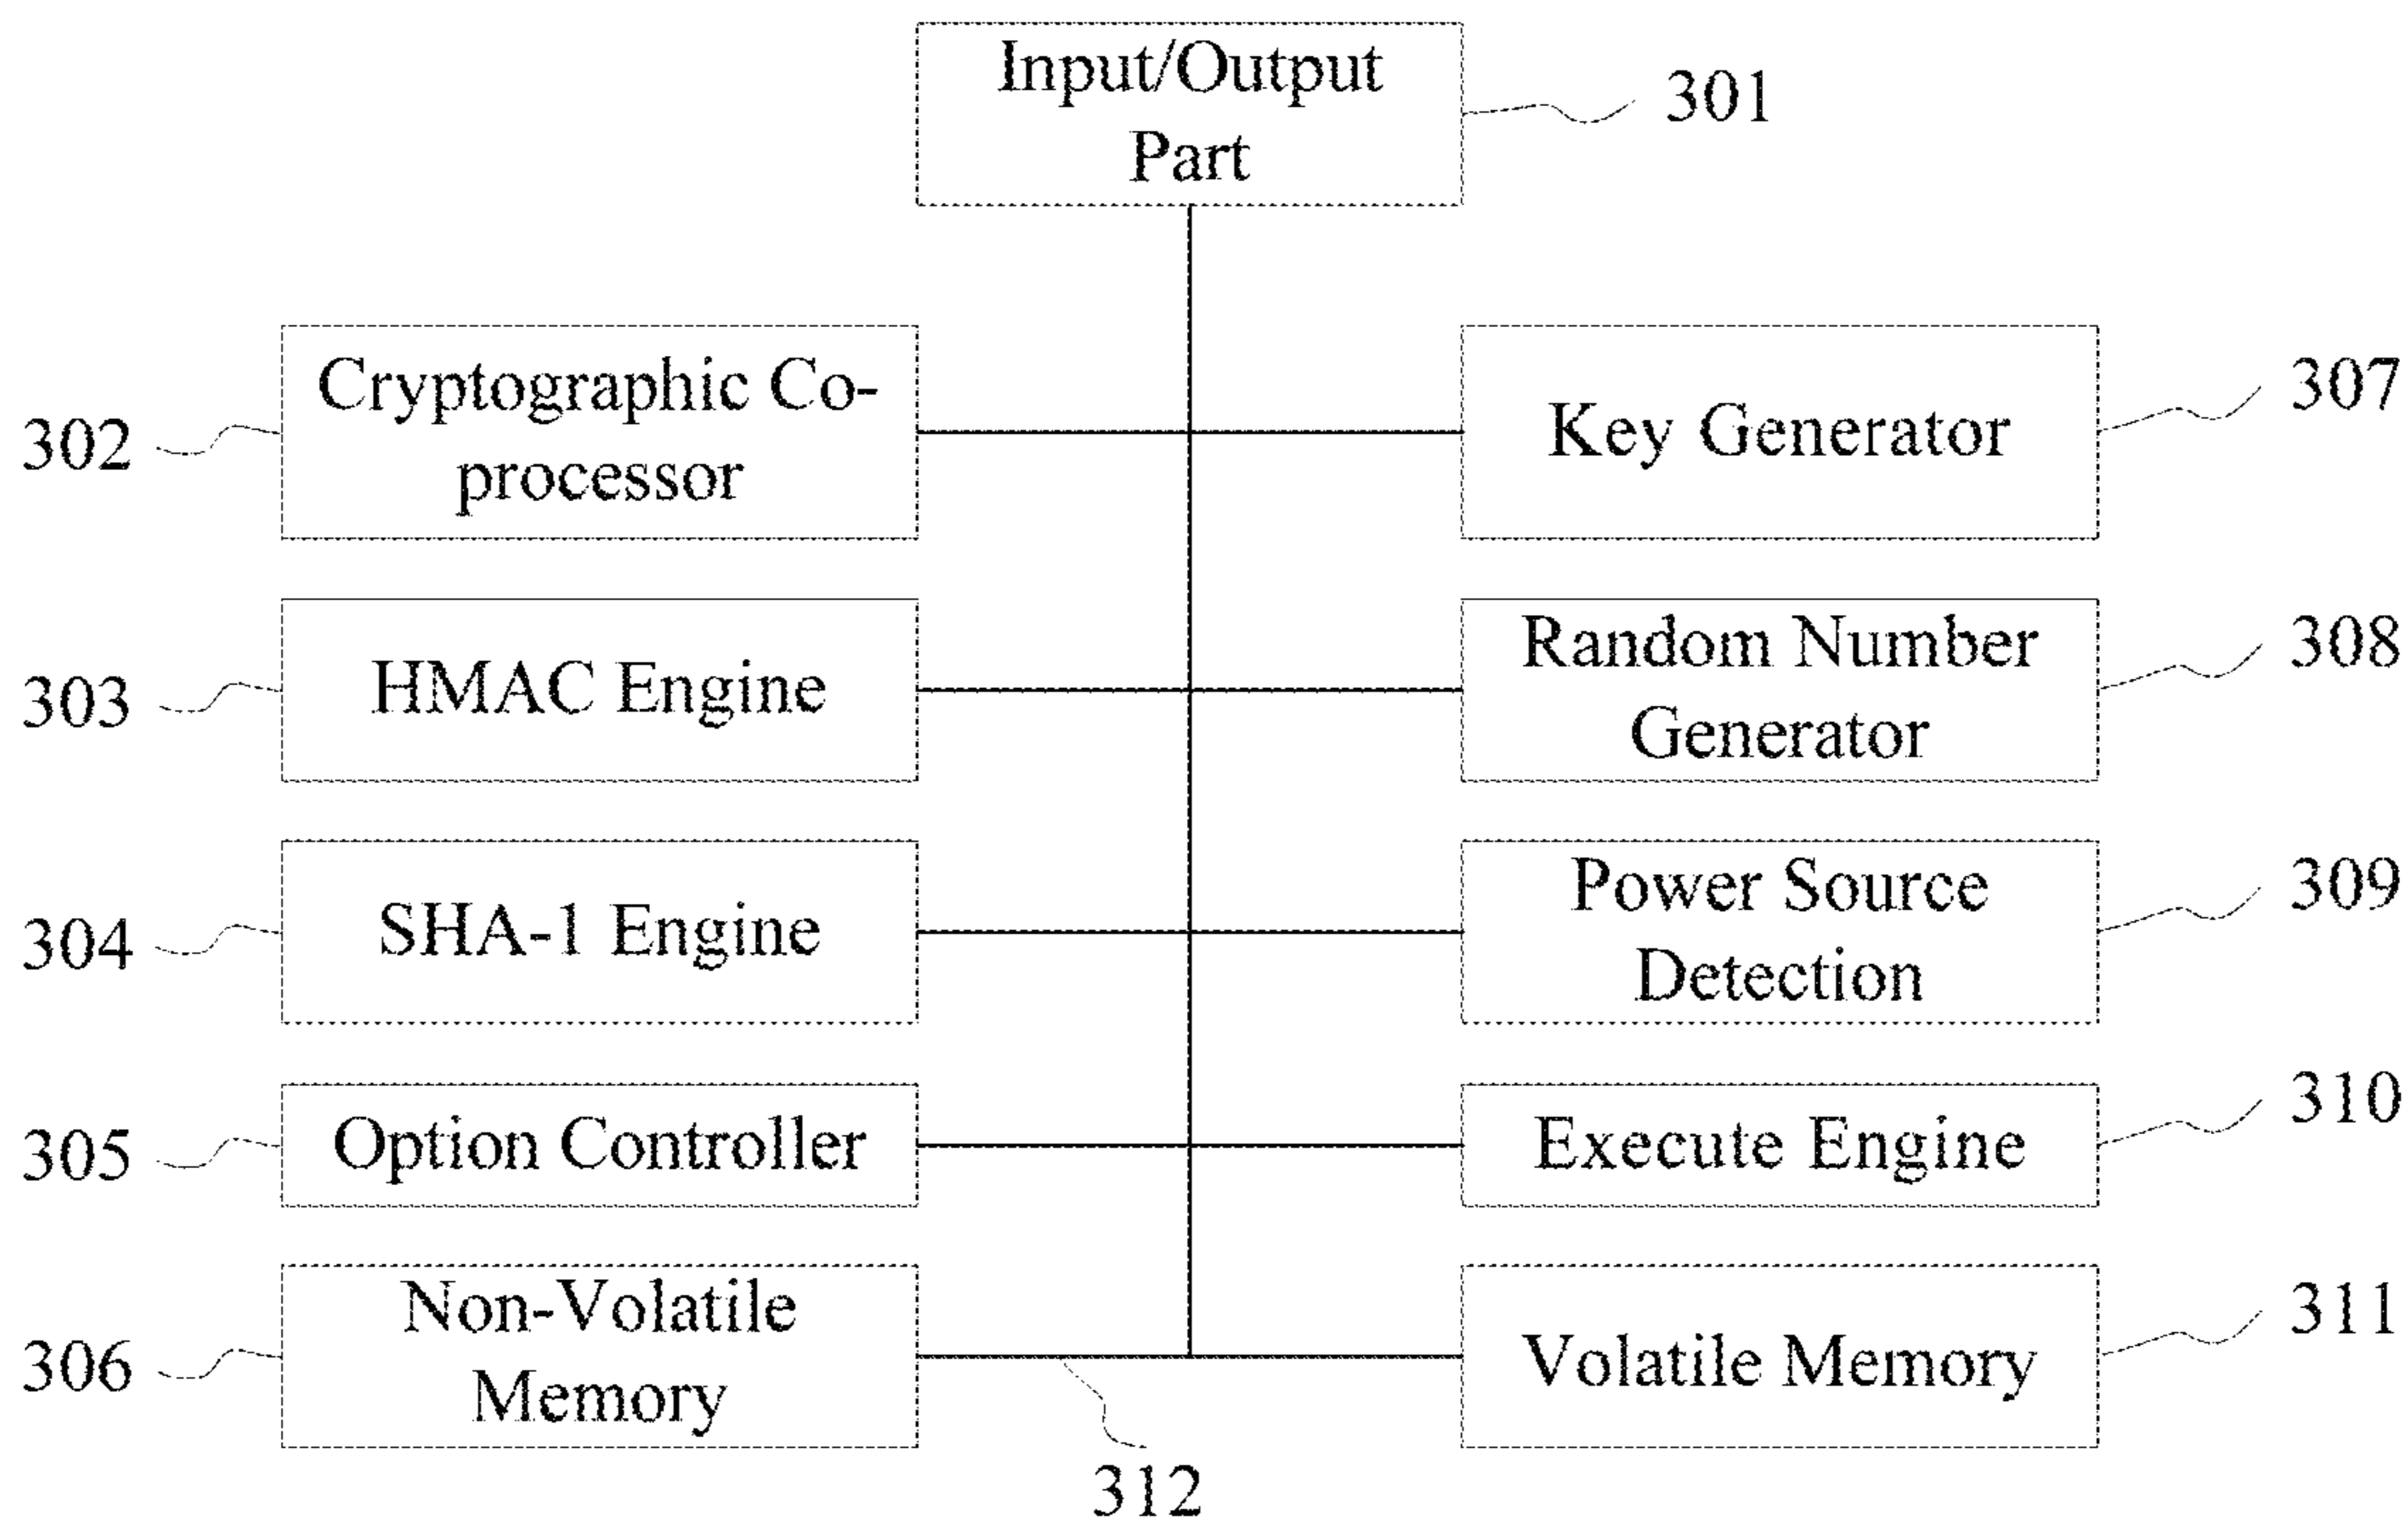 Input/Output
Part
301
Cryptographic Co-
processor
302
Key Generator
307
HMAC Engine
303
Random Number
Generator
308
SHA-1 Engine
304
Power Source
Detection
309
Option Controller
305
Execute Engine
310
Non-Volatile
Memory
306
Volatile Memory
311
312